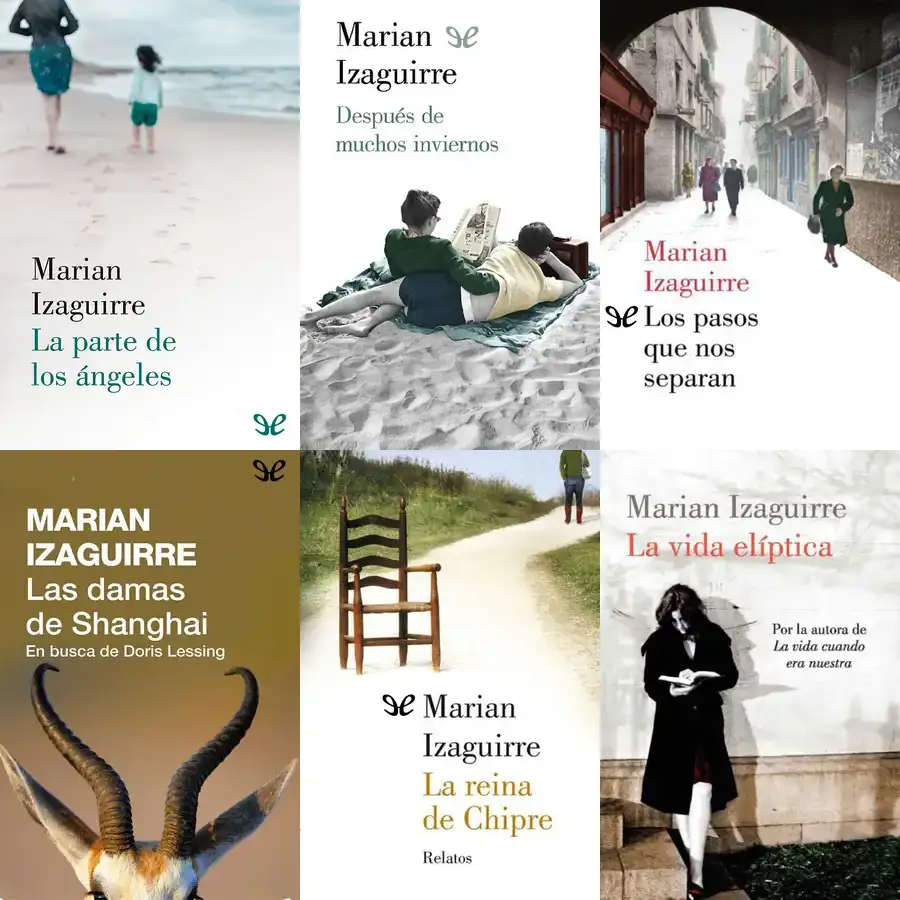 Marian
Izaguirre
La parte de
los ángeles
Marian
Izaguirre
Después de
muchos inviernos
Marian
Izaguirre
Los pasos
que nos
separan
MARIAN
IZAGUIRRE
Las damas
de Shanghai
En busca de Doris Lessing
Marian
Izaguirre
La reina
de Chipre
Relatos
Marian Izaguirre
La vida elíptica
Por la autora de
La vida cuando
era nuestra